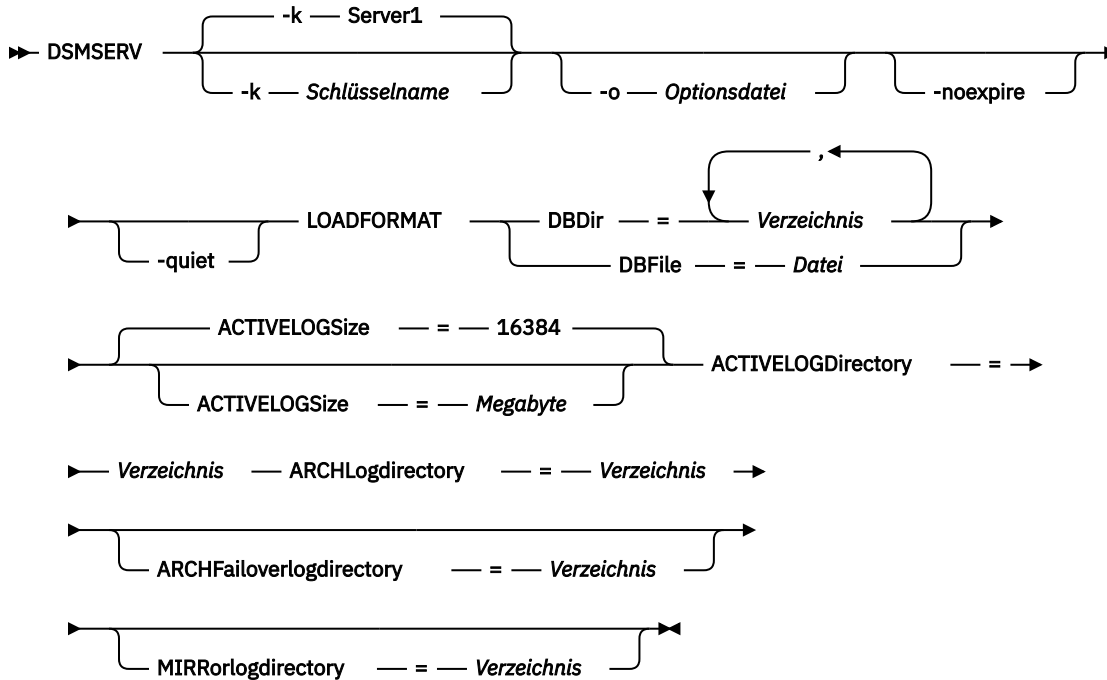 -k Server1
DSMSERV
-k Schlüsselname -o Optionsdatei -noexpire
,
LOADFORMAT DBDir = Verzeichnis
-quiet DBFile = Datei
ACTIVELOGSize = 16384
ACTIVELOGDirectory =
ACTIVELOGSize = Megabyte
Verzeichnis ARCHLogdirectory = Verzeichnis
ARCHFailoverlogdirectory = Verzeichnis
MIRRorlogdirectory = Verzeichnis